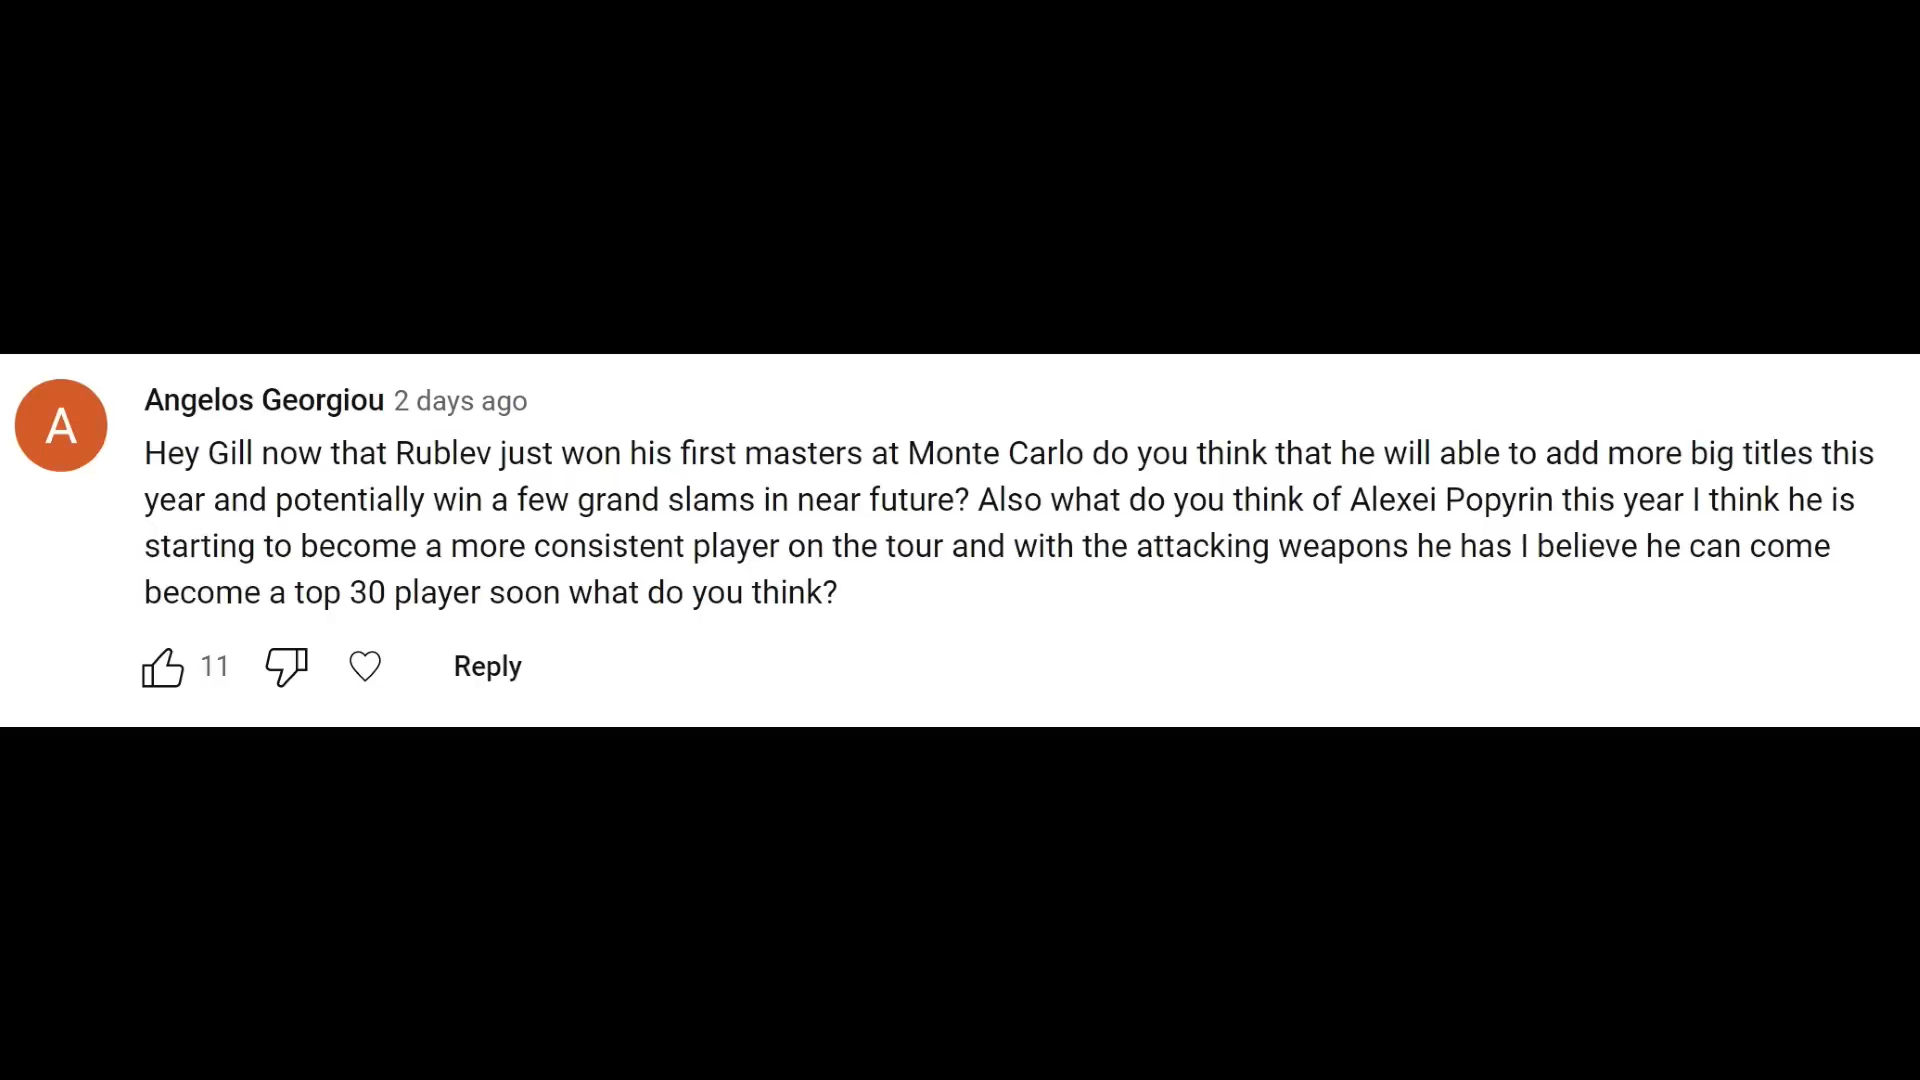 A
Angelos Georgiou 2 days ago
Hey Gill now that Rublev just won his first masters at Monte Carlo do you think that he will able to add more big titles this
year and potentially win a few grand slams in near future? Also what do you think of Alexei Popyrin this year I think he is
starting to become a more consistent player on the tour and with the attacking weapons he has I believe he can come
become a top 30 player soon what do you think?
11 Reply